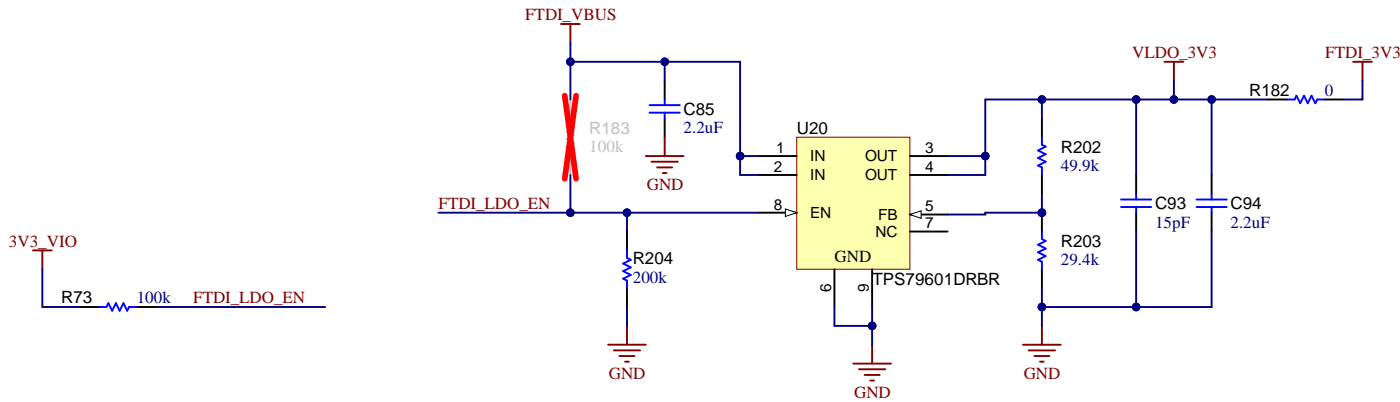 FTDI_VBUS
VLDO_3V3
FTDI_3V3
R182
0
C85
2.2uF
R183
100k
U20
GND
1
IN
2
IN
OUT
3
OUT
4
R202
49.9k
FTDI_LDO_EN
8
EN
FB
5
NC
7
C93
15pF
C94
2.2uF
R203
29.4k
3V3_VIO
R204
200k
GND
TPS79601DRBR
6
9
R73
100k
FTDI_LDO_EN
GND
GND
GND